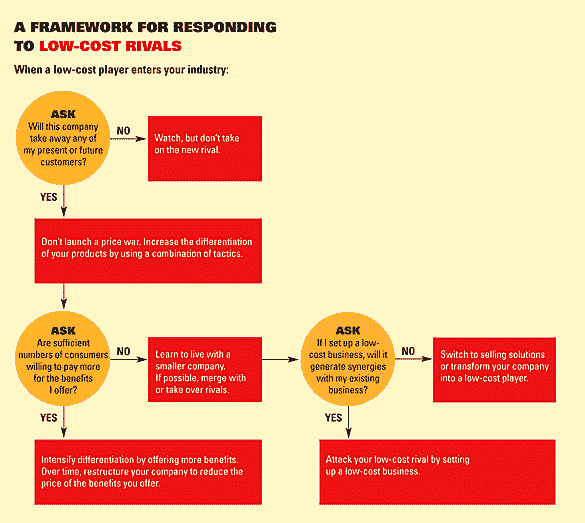 A FRAMEWORK FOR RESPONDING
TO LOW-COST RIVALS
When a low-cost player enters your industry:
ASK
Will this company
take away any of
my present or future
customers?
NO
Watch, but don't take
on the new rival.
YES
Don't launch a price war. Increase the differentiation
of your products by using a combination of tactics.
ASK
Are sufficient
numbers of consumers
willing to pay more
for the benefits
I offer?
NO
Learn to live with a
smaller company.
If possible, merge with
or take over rivals.
ASK
If I set up a low-
cost business, will it
generate synergies
with my existing
business?
NO
Switch to selling solutions
or transform your company
into a low-cost player.
YES
Intensify differentiation by offering more benefits.
Over time, restructure your company to reduce the
price of the benefits you offer.
YES
Attack your low-cost rival by setting
up a low-cost business.